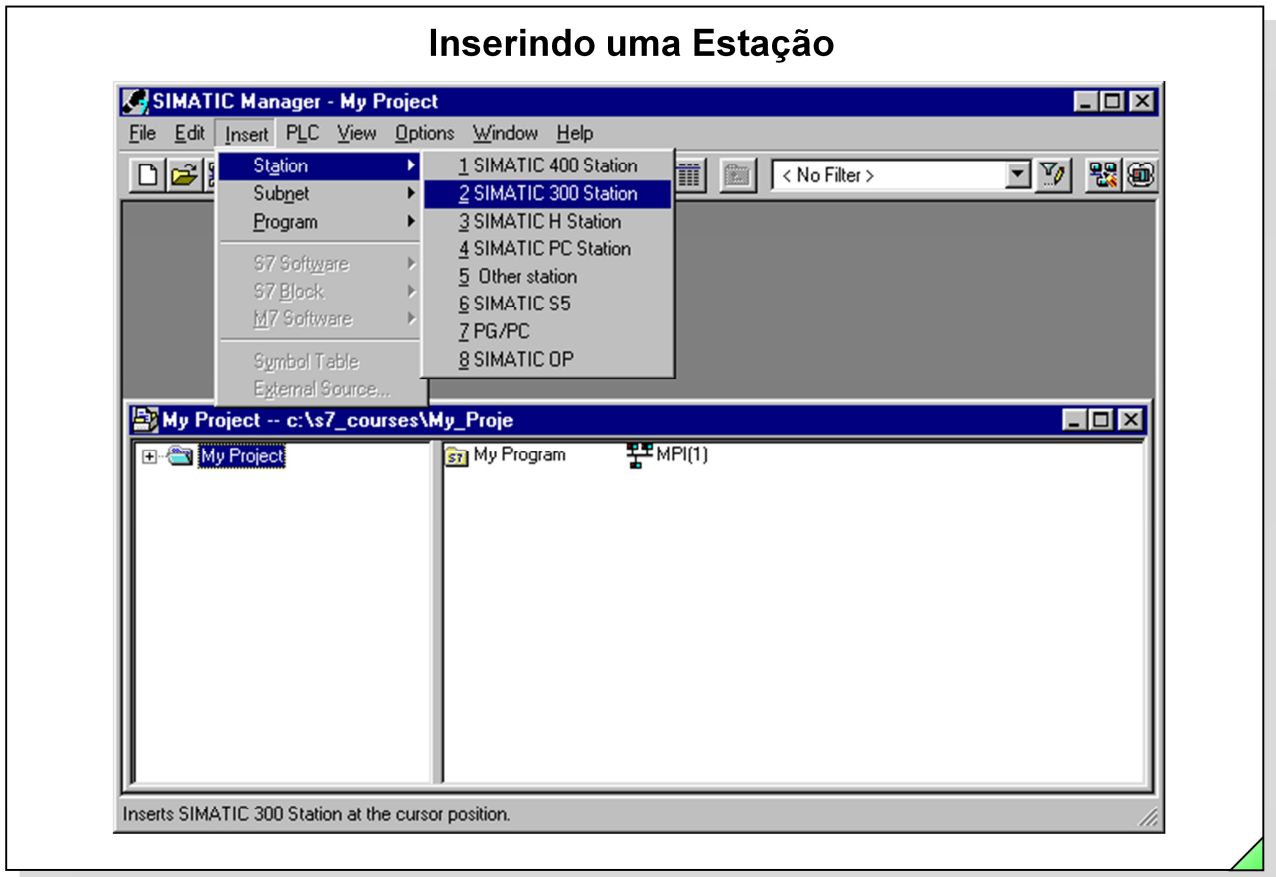 Inserindo uma Estação
SIMATIC Manager - My Project
File Edit Insert PLC View Options Window Help
< No Filter >
Station
Subnet
Program
S7 Software
S7 Block
M7 Software
Symbol Table
External Source...
1 SIMATIC 400 Station
2 SIMATIC 300 Station
3 SIMATIC H Station
4 SIMATIC PC Station
5 Other station
6 SIMATIC S5
7 PG/PC
8 SIMATIC OP
My Project -- c:\s7_courses\My_Proje
My Project
S7 My Program MPI(1)
Inserts SIMATIC 300 Station at the cursor position.